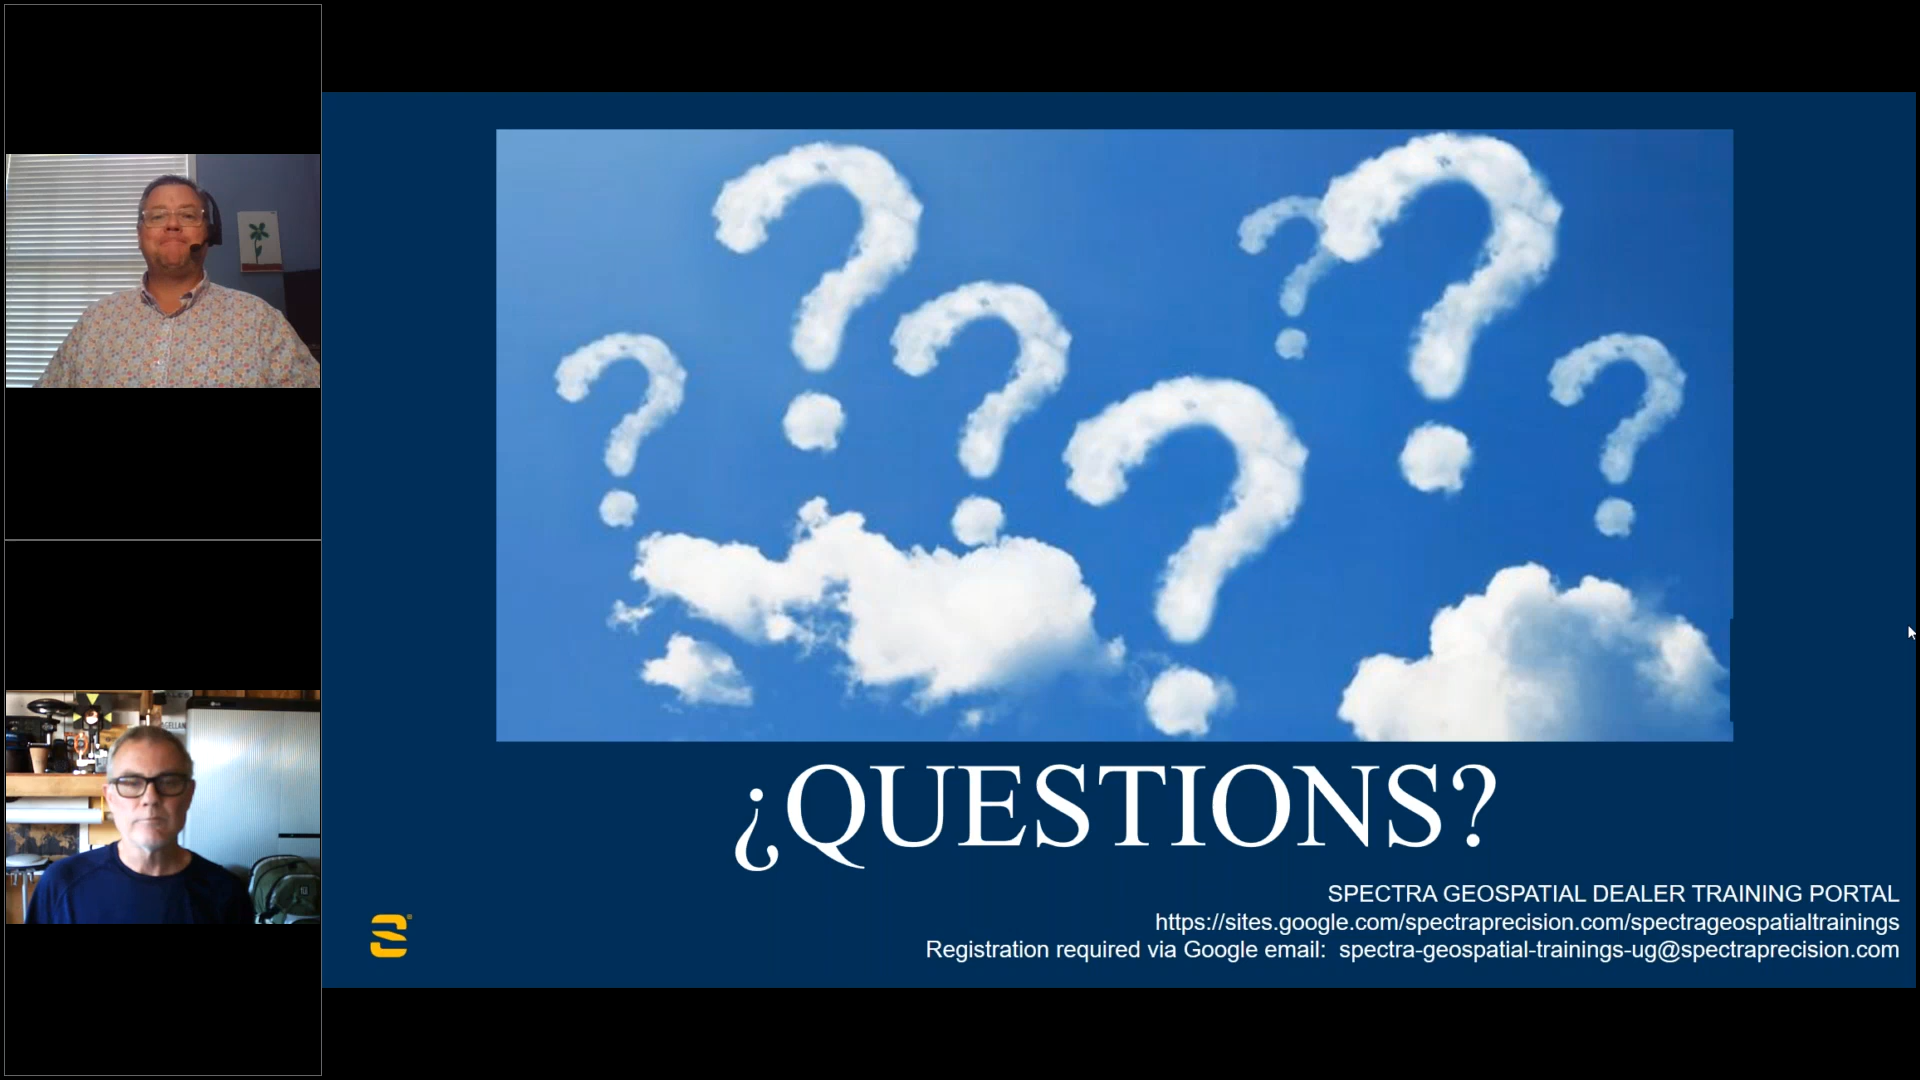 ¿QUESTIONS?
SPECTRA GEOSPATIAL DEALER TRAINING PORTAL
https://sites.google.com/spectraprecision.com/spectrageospatialtrainings
Registration required via Google email: spectra-geospatial-trainings-ug@spectraprecision.com